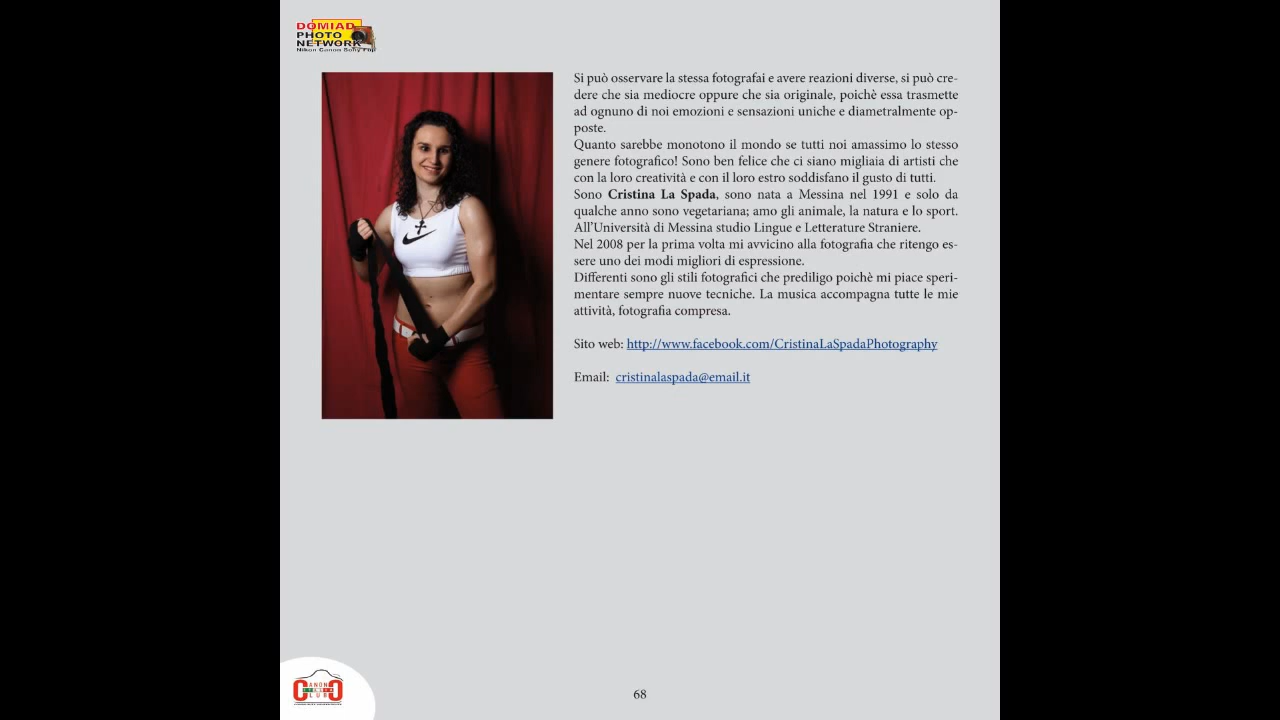 DOMIAD
PHOTO
NETWORK
Nikon Canon Sony Fuji
Si può osservare la stessa fotografai e avere reazioni diverse, si può cre-
dere che sia mediocre oppure che sia originale, poichè essa trasmette
ad ognuno di noi emozioni e sensazioni uniche e diametralmente op-
poste.
Quanto sarebbe monotono il mondo se tutti noi amassimo lo stesso
genere fotografico! Sono ben felice che ci siano migliaia di artisti che
con la loro creatività e con il loro estro soddisfano il gusto di tutti.
Sono Cristina La Spada, sono nata a Messina nel 1991 e solo da
qualche anno sono vegetariana; amo gli animale, la natura e lo sport.
All'Università di Messina studio Lingue e Letterature Straniere.
Nel 2008 per la prima volta mi avvicino alla fotografia che ritengo es-
sere uno dei modi migliori di espressione.
Differenti sono gli stili fotografici che prediligo poichè mi piace speri-
mentare sempre nuove tecniche. La musica accompagna tutte le mie
attività, fotografia compresa.
Sito web: http://www.facebook.com/CristinaLaSpadaPhotography
Email: cristinalaspada@email.it
CANON
CLUB
68